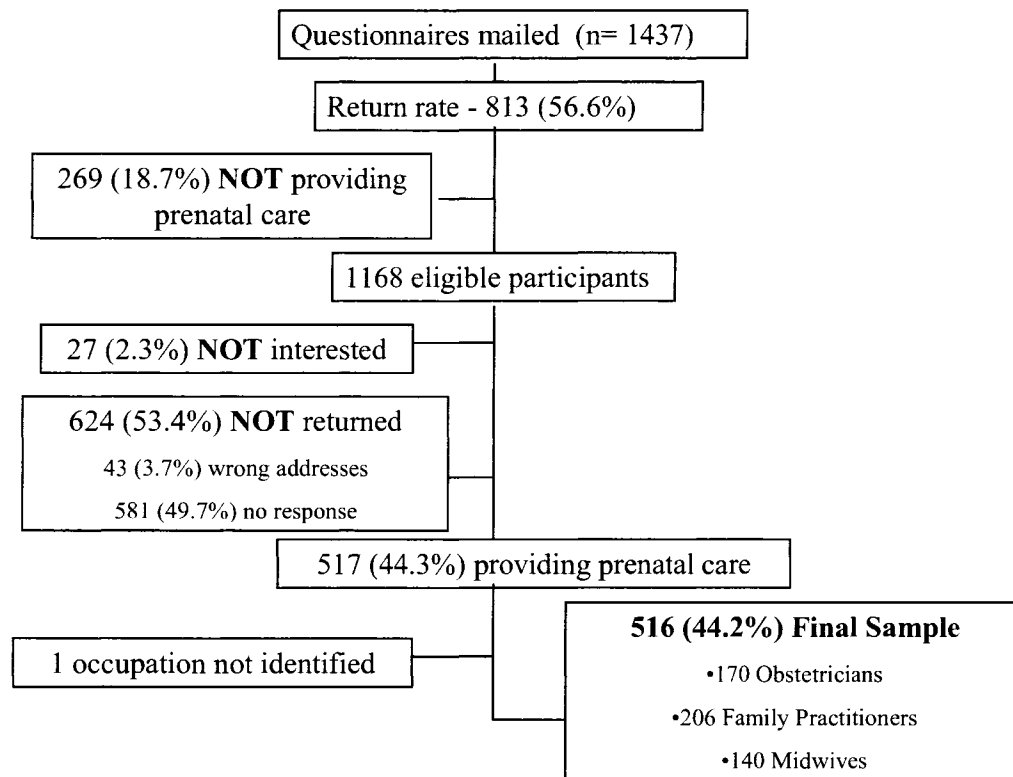 Questionnaires mailed (n= 1437)
Return rate - 813 (56.6%)
269 (18.7%) NOT providing
prenatal care
1168 eligible participants
27 (2.3%) NOT interested
624 (53.4%) NOT returned
43 (3.7%) wrong addresses
581 (49.7%) no response
517 (44.3%) providing prenatal care
1 occupation not identified
516 (44.2%) Final Sample
•170 Obstetricians
•206 Family Practitioners
•140 Midwives